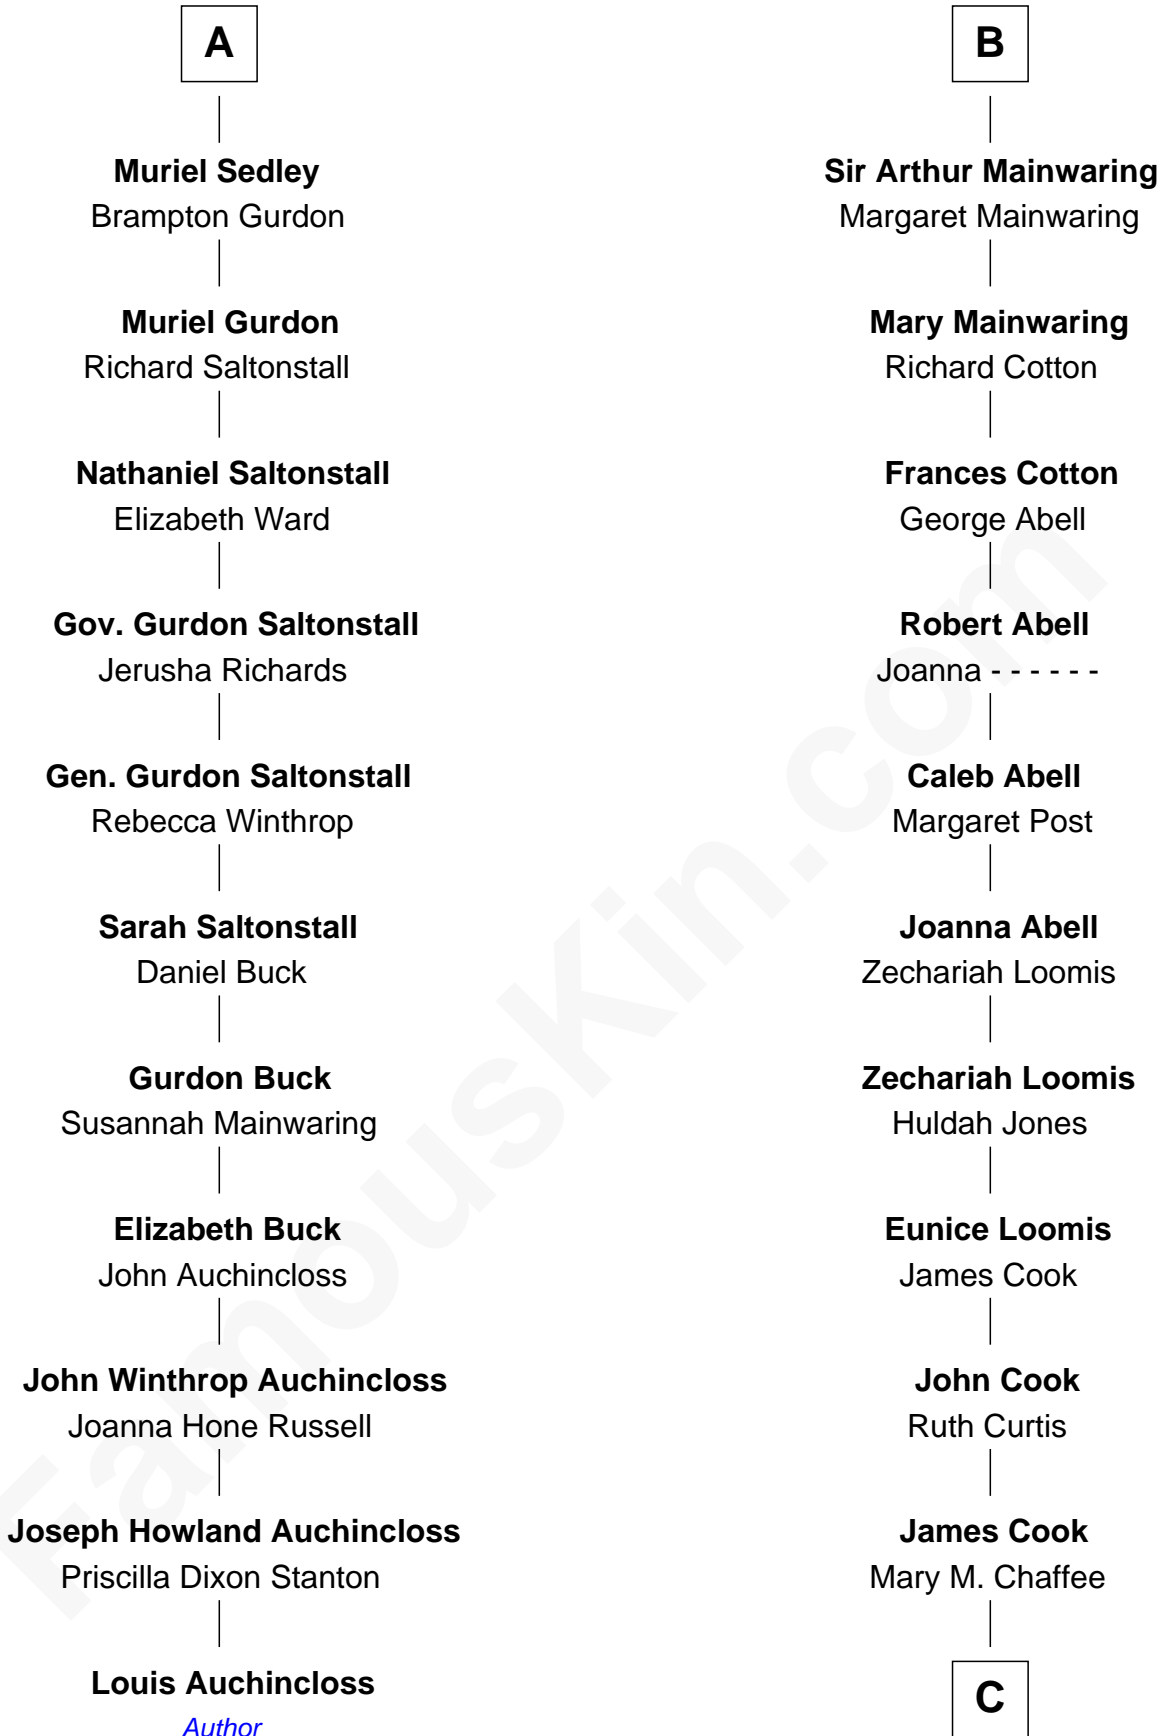 A
Muriel Sedley
Brampton Gurdon
Muriel Gurdon
Richard Saltonstall
Nathaniel Saltonstall
Elizabeth Ward
Gov. Gurdon Saltonstall
Jerusha Richards
Gen. Gurdon Saltonstall
Rebecca Winthrop
Sarah Saltonstall
Daniel Buck
Gurdon Buck
Susannah Mainwaring
Elizabeth Buck
John Auchincloss
John Winthrop Auchincloss
Joanna Hone Russell
Joseph Howland Auchincloss
Priscilla Dixon Stanton
Louis Auchincloss
Author
B
Sir Arthur Mainwaring
Margaret Mainwaring
Mary Mainwaring
Richard Cotton
Frances Cotton
George Abell
Robert Abell
Joanna - - - - - -
Caleb Abell
Margaret Post
Joanna Abell
Zechariah Loomis
Zechariah Loomis
Huldah Jones
Eunice Loomis
James Cook
John Cook
Ruth Curtis
James Cook
Mary M. Chaffee
C
FamousKin.com